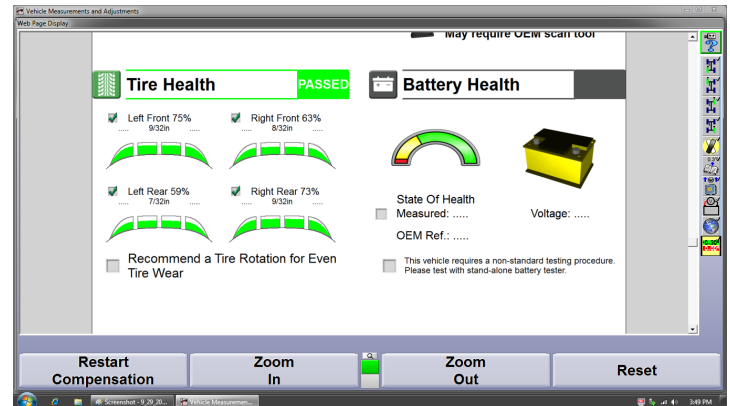 Vehicle Measurements and Adjustments
Web Page Display
May require OEM scan tool
Tire Health
PASSED
Battery Health
Left Front 75%
9/32in
Right Front 63%
8/32in
Left Rear 59%
7/32in
Right Rear 73%
9/32in
Recommend a Tire Rotation for Even
Tire Wear
State Of Health
Measured: .....
Voltage: .....
OEM Ref.: .....
This vehicle requires a non-standard testing procedure.
Please test with stand-alone battery tester.
Restart
Compensation
Zoom
In
Zoom
Out
Reset
Screenshot - 9_29_20...
Vehicle Measuremen...
3:49 PM